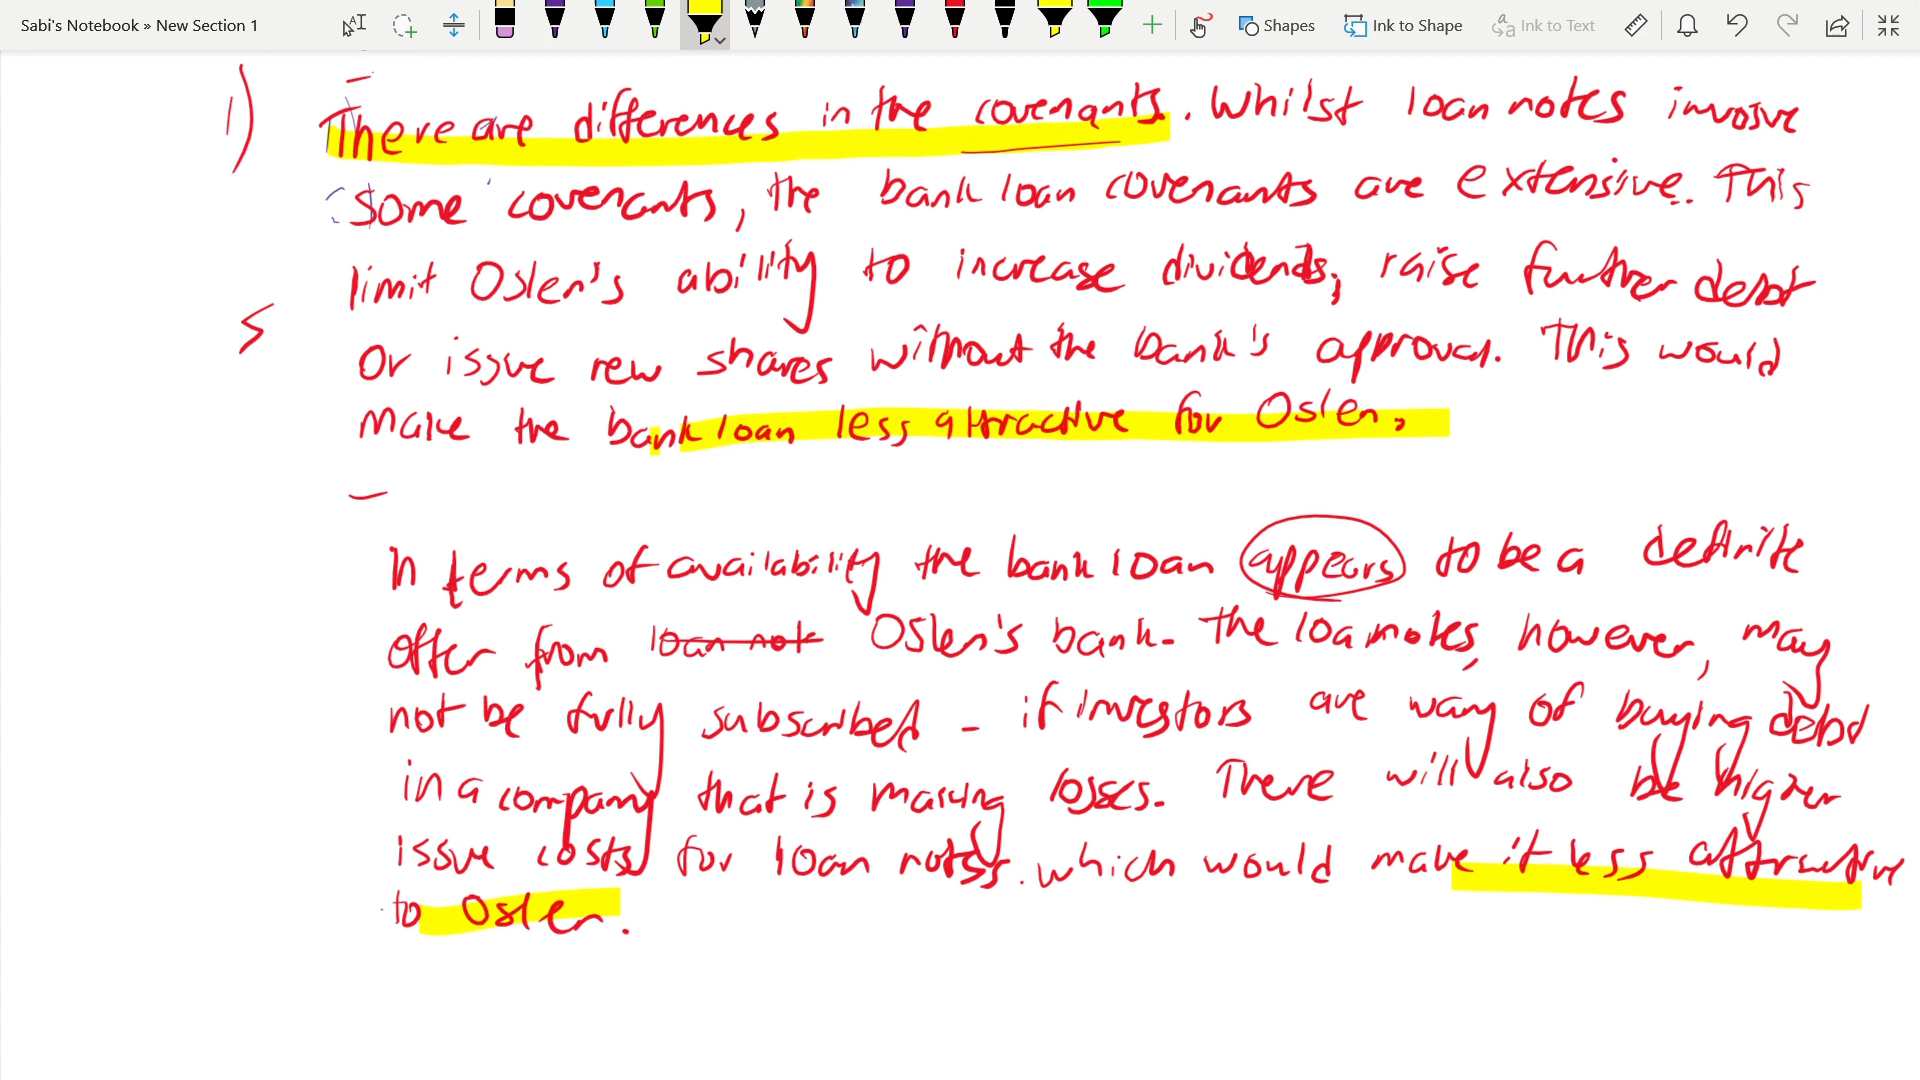 Sabi's Notebook » New Section 1
Shapes
Ink to Shape
Ink to Text
1) There are differences in the covenants. Whilst loan notes involve
some covenants, the bank loan covenants are extensive. This
limit Oslen's ability to increase dividends, raise further debt
5
or issue new shares without the bank's approval. This would
make the bank loan less attractive for Oslen.
In terms of availability the bank loan appears to be a definite
offer from loan not Oslen's bank. The loan notes, however, may
not be fully subscribed - if investors are wary of buying debt
in a company that is making losses. There will also be higher
issue costs for loan notes. which would make it less attractive
to Oslen.